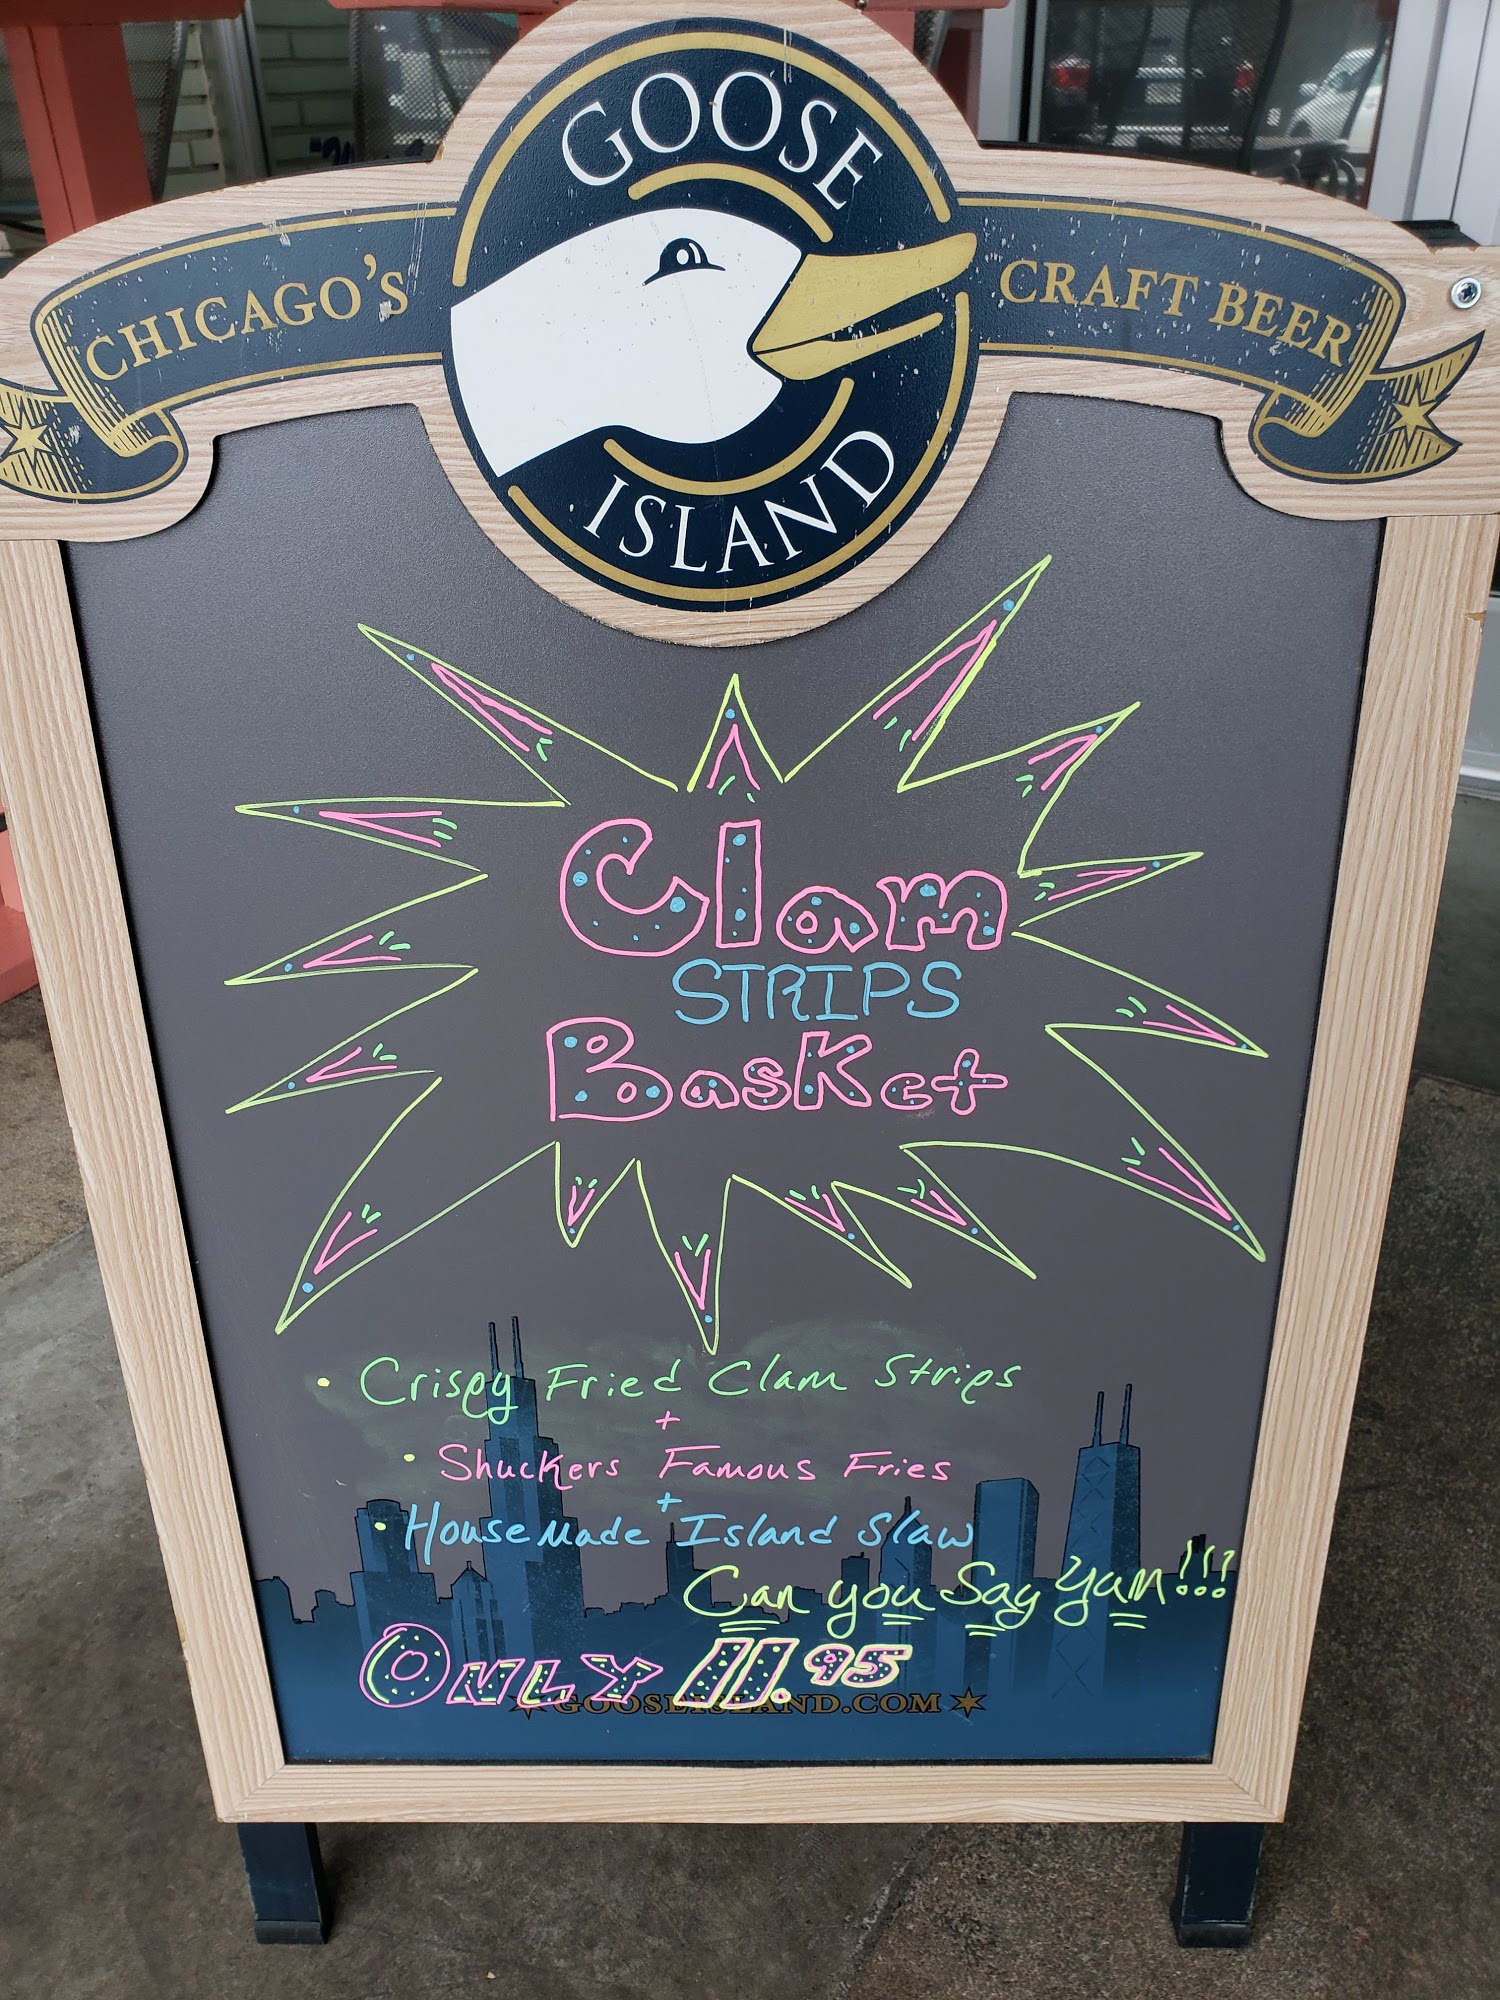 GOOSE
CHICAGO'S
CRAFT BEER
ISLAND
Clam
STRIPS
Basket
• Crispy Fried Clam Strips
+
• Shuckers Famous Fries
+
• HouseMade Island Slaw
Can you Say Yum!!!
ONLY 11.95
GOOSEISLAND.COM